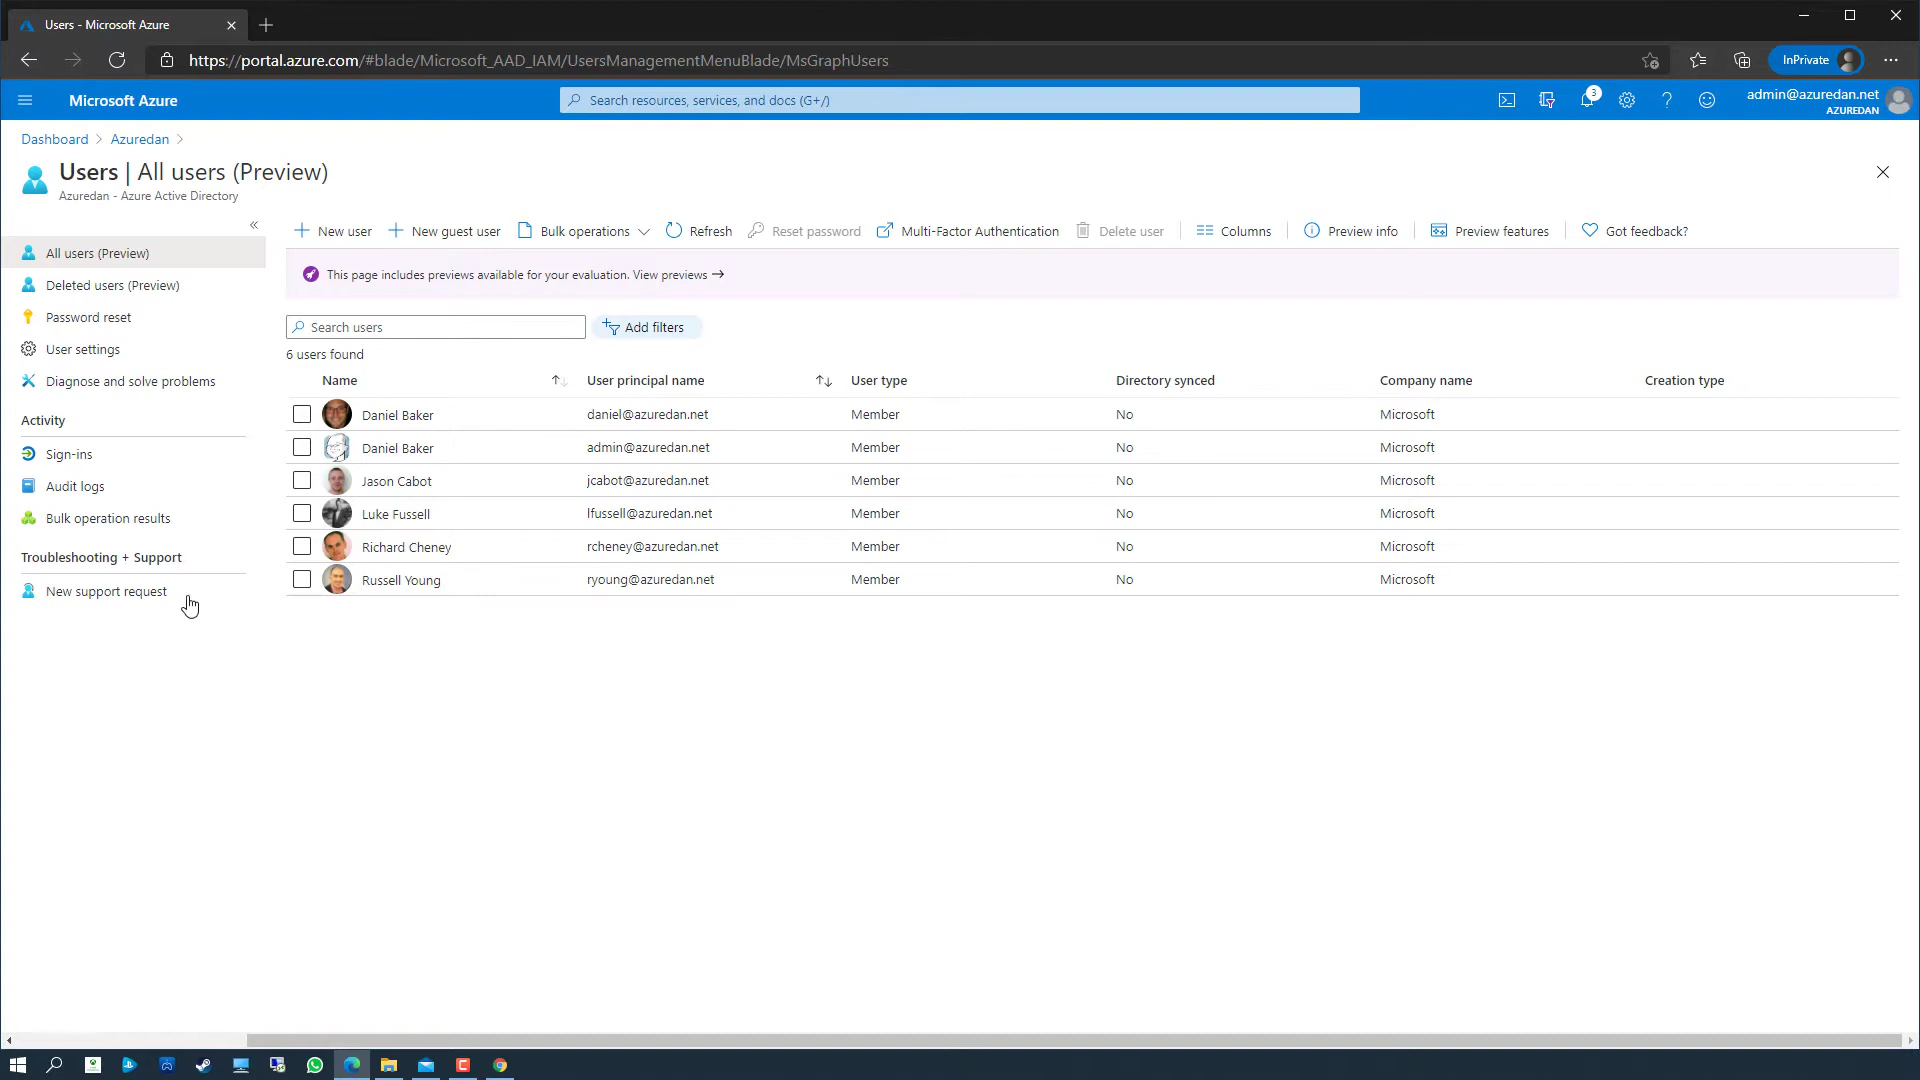 Users - Microsoft Azure
https://portal.azure.com/#blade/Microsoft_AAD_IAM/UsersManagementMenuBlade/MsGraphUsers
InPrivate
Microsoft Azure
Search resources, services, and docs (G+/)
3
admin@azuredan.net
AZUREDAN
Dashboard > Azuredan >
Users | All users (Preview)
Azuredan - Azure Active Directory
«
All users (Preview)
Deleted users (Preview)
Password reset
User settings
Diagnose and solve problems
Activity
Sign-ins
Audit logs
Bulk operation results
Troubleshooting + Support
New support request
New user
New guest user
Bulk operations
Refresh
Reset password
Multi-Factor Authentication
Delete user
Columns
Preview info
Preview features
Got feedback?
This page includes previews available for your evaluation. View previews →
Search users
Add filters
6 users found
Name User principal name User type Directory synced Company name Creation type
Daniel Baker daniel@azuredan.net Member No Microsoft
Daniel Baker admin@azuredan.net Member No Microsoft
Jason Cabot jcabot@azuredan.net Member No Microsoft
Luke Fussell lfussell@azuredan.net Member No Microsoft
Richard Cheney rcheney@azuredan.net Member No Microsoft
Russell Young ryoung@azuredan.net Member No Microsoft